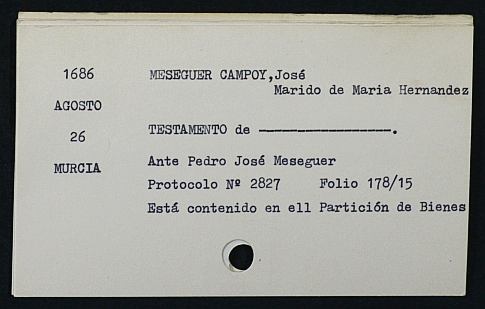 1686
AGOSTO
26
MURCIA
MESEGUER CAMPOY,José
Marido de Maria Hernandez
TESTAMENTO de ————————————.
Ante Pedro José Meseguer
Protocolo Nº 2827 Folio 178/15
Está contenido en ell Partición de Bienes